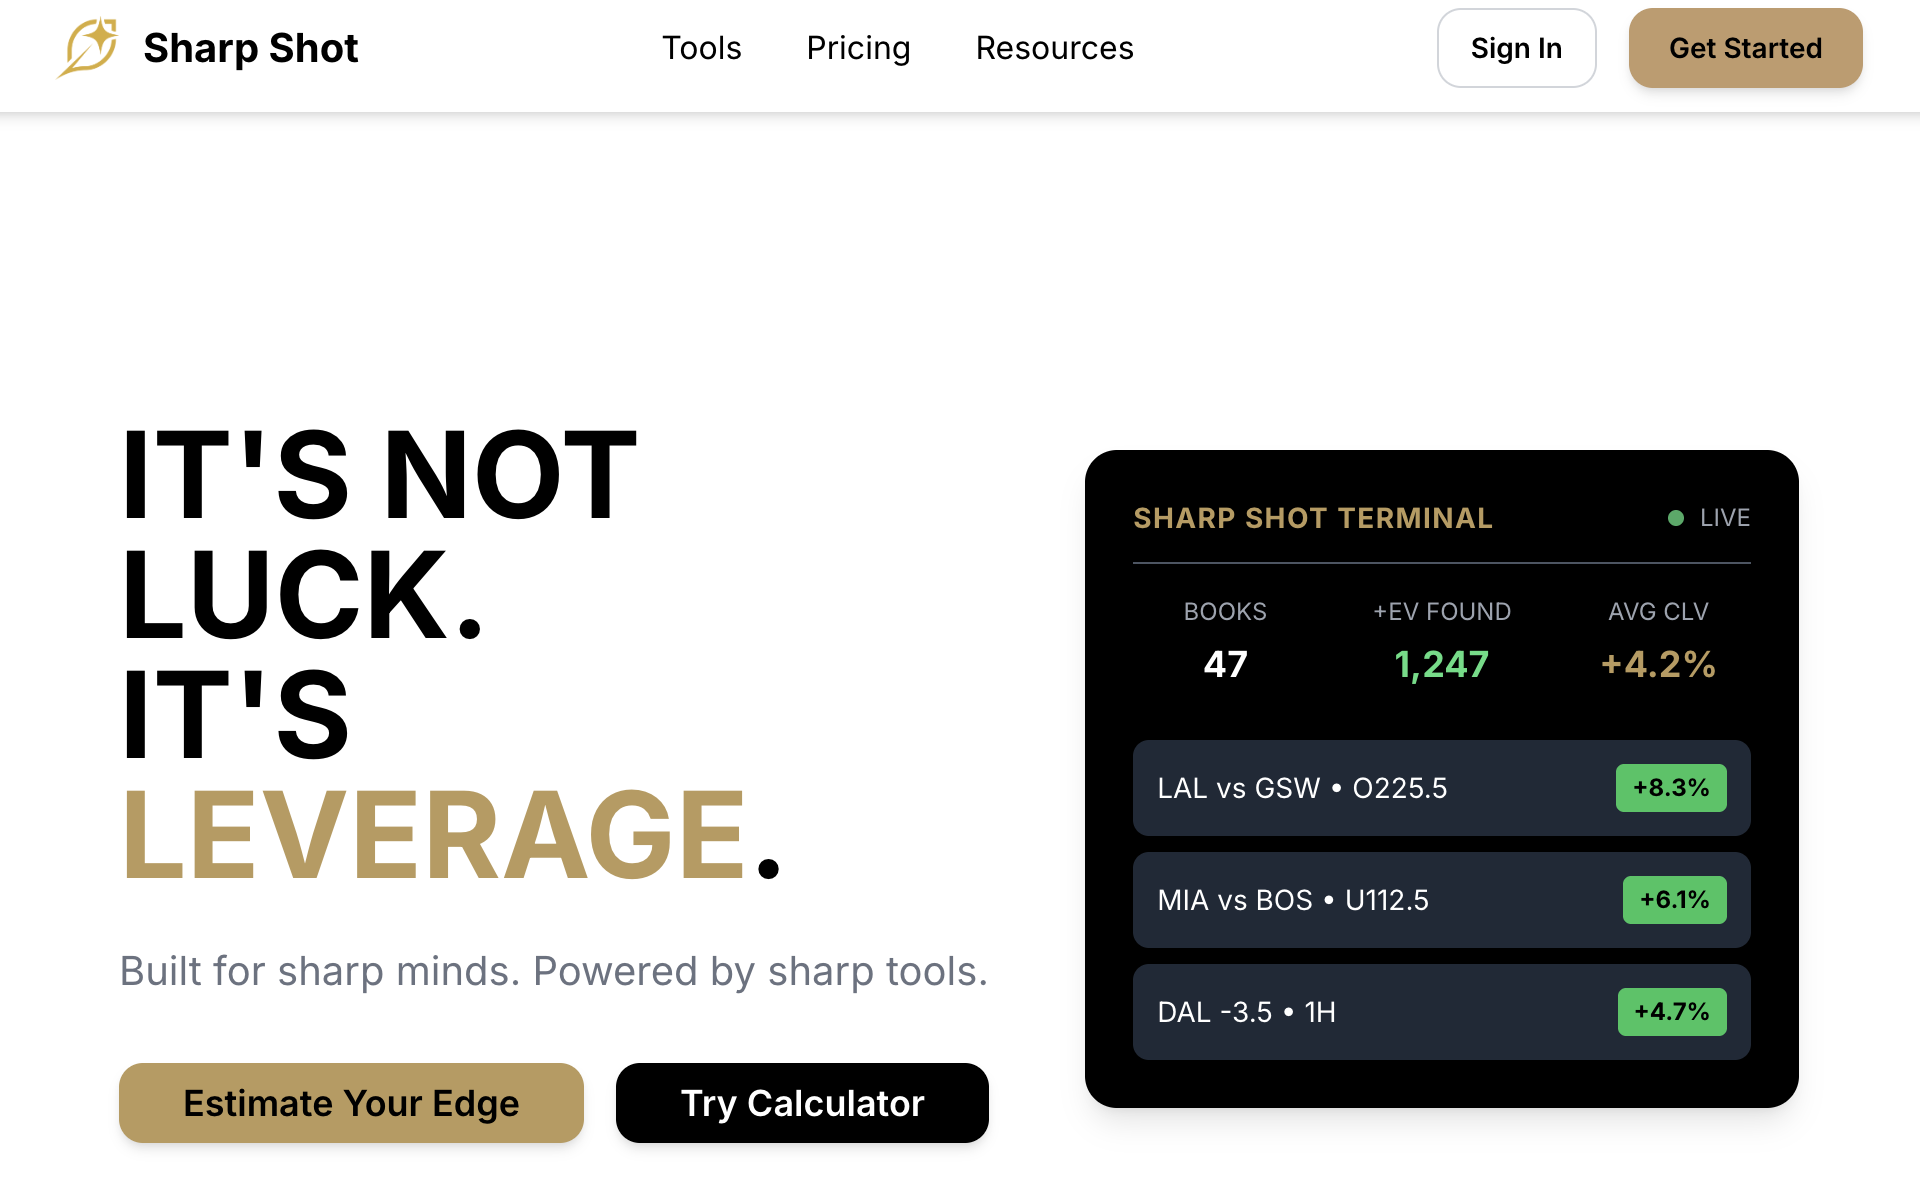 Sharp Shot
Tools
Pricing
Resources
Sign In
Get Started
IT'S NOT
LUCK.
IT'S
LEVERAGE.
Built for sharp minds. Powered by sharp tools.
Estimate Your Edge
Try Calculator
SHARP SHOT TERMINAL
LIVE
BOOKS
47
+EV FOUND
1,247
AVG CLV
+4.2%
LAL vs GSW • O225.5
+8.3%
MIA vs BOS • U112.5
+6.1%
DAL -3.5 • 1H
+4.7%